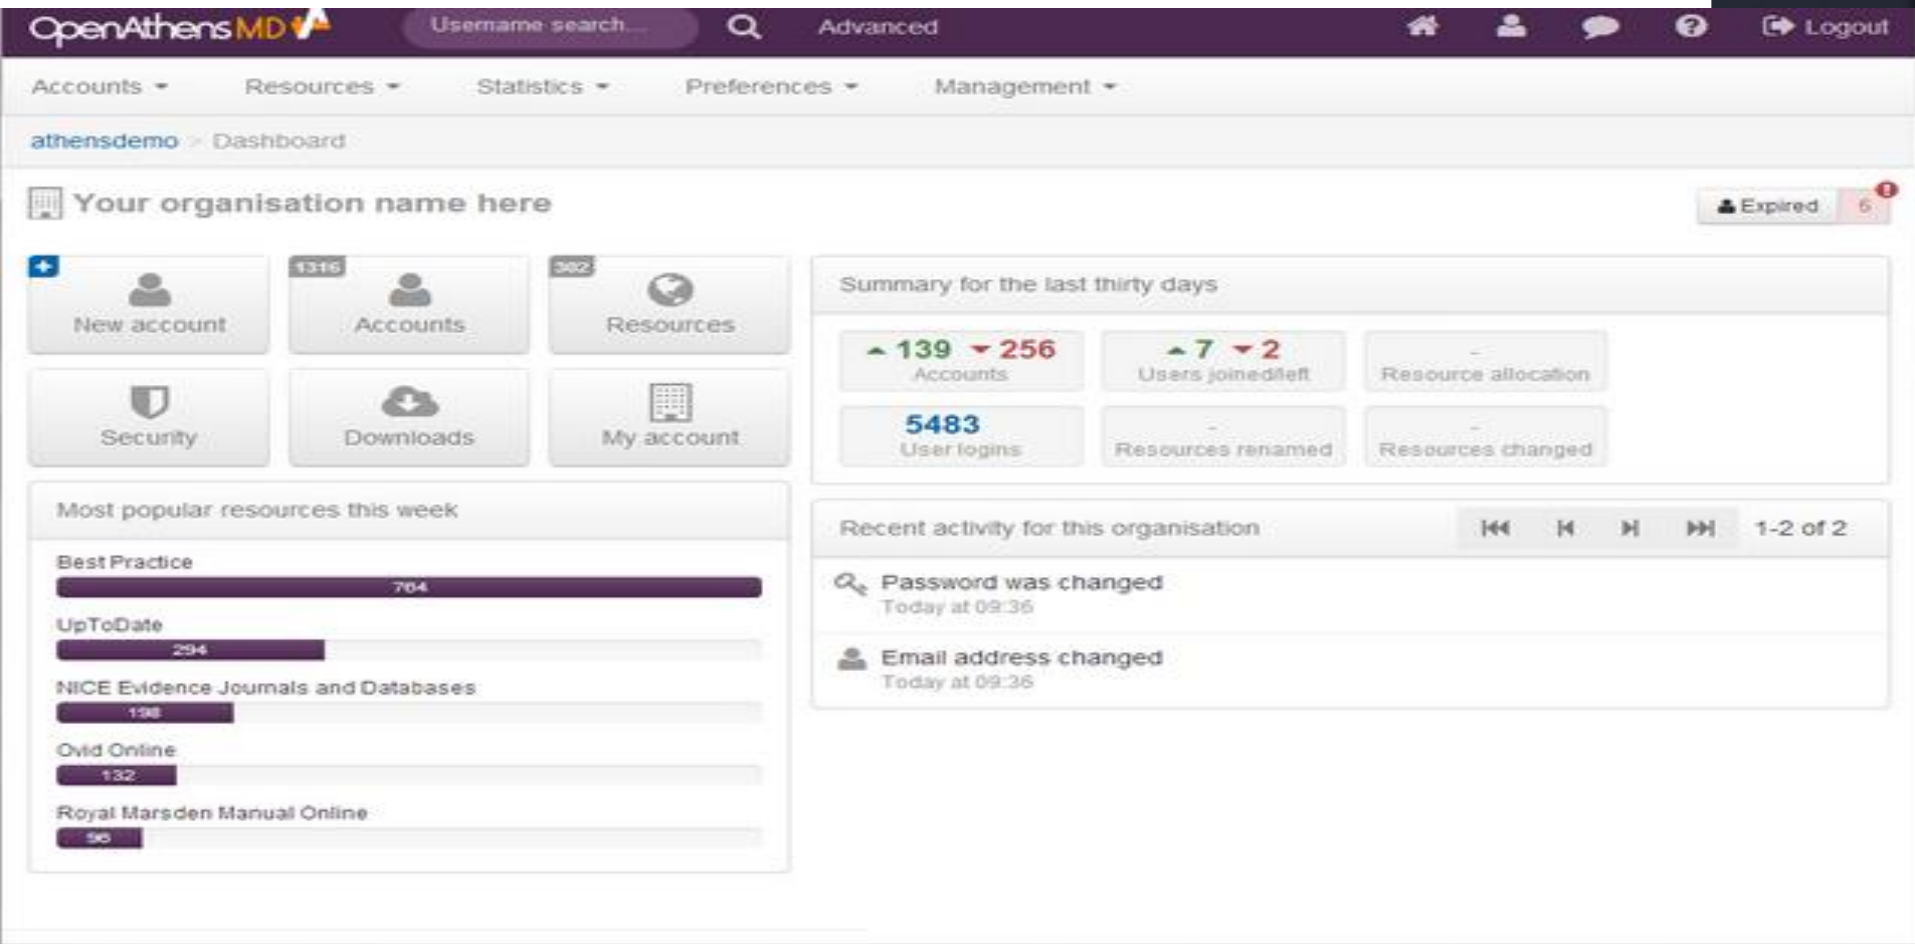 OpenAthens MD Username search... Advanced Logout
Accounts Resources Statistics Preferences Management
athensdemo > Dashboard
Your organisation name here
Expired 6
New account
1316 Accounts
302 Resources
Security
Downloads
My account
Summary for the last thirty days
139 256
Accounts
7 2
Users joined/left
-
Resource allocation
5483
User logins
-
Resources renamed
-
Resources changed
Most popular resources this week
Best Practice
764
UpToDate
294
NICE Evidence Journals and Databases
198
Ovid Online
132
Royal Marsden Manual Online
96
Recent activity for this organisation 1-2 of 2
Password was changed
Today at 09:36
Email address changed
Today at 09:36